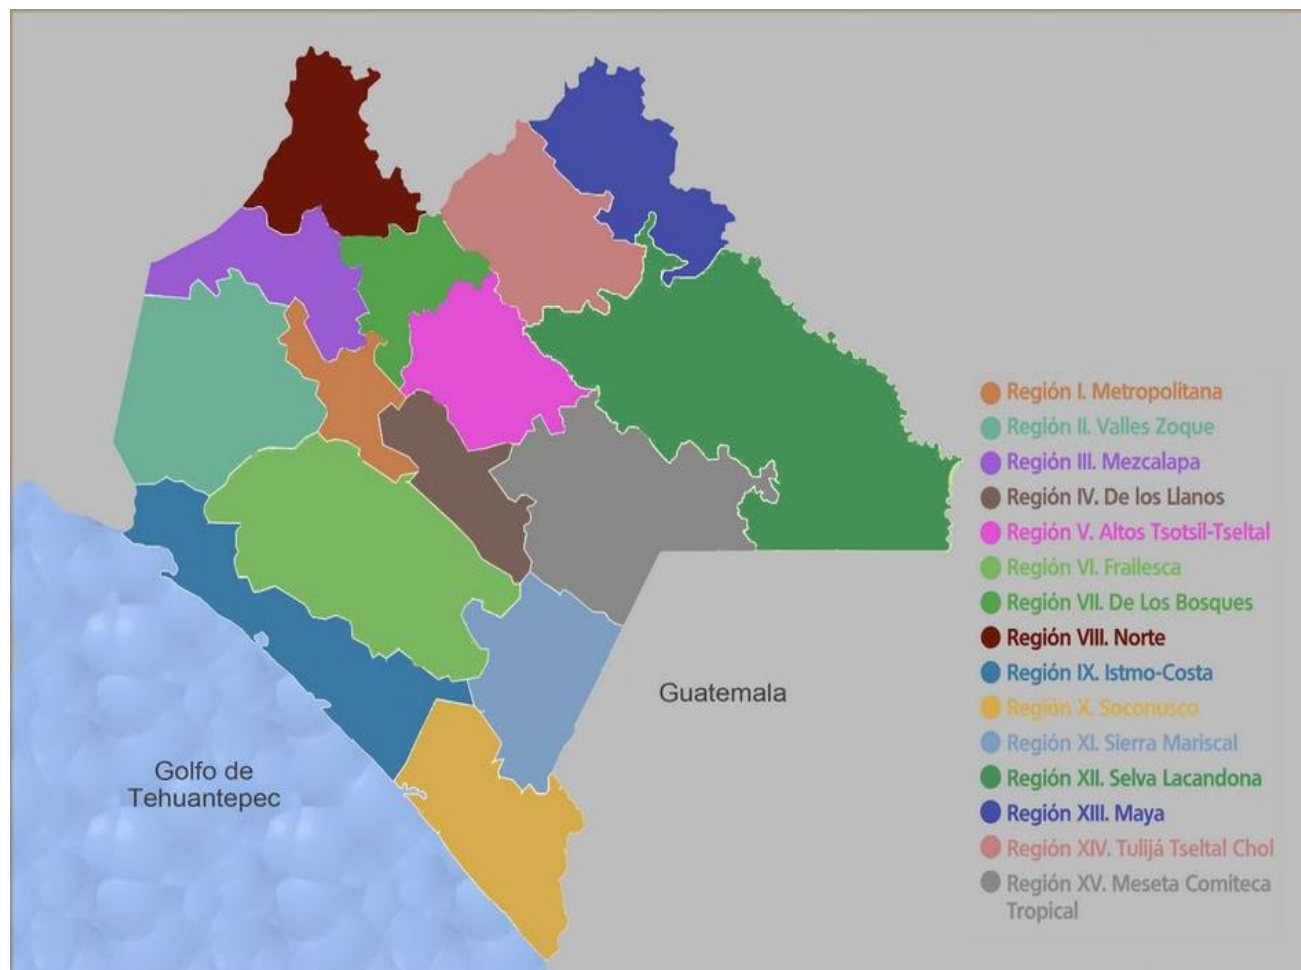 Región I. Metropolitana
Región II. Valles Zoque
Región III. Mezcalapa
Región IV. De los Llanos
Región V. Altos Tsotsil-Tseltal
Región VI. Frailesca
Región VII. De Los Bosques
Región VIII. Norte
Región IX. Istmo-Costa
Región X. Soconusco
Región XI. Sierra Mariscal
Región XII. Selva Lacandona
Región XIII. Maya
Región XIV. Tulijá Tseltal Chol
Región XV. Meseta Comiteca
Tropical
Guatemala
Golfo de
Tehuantepec